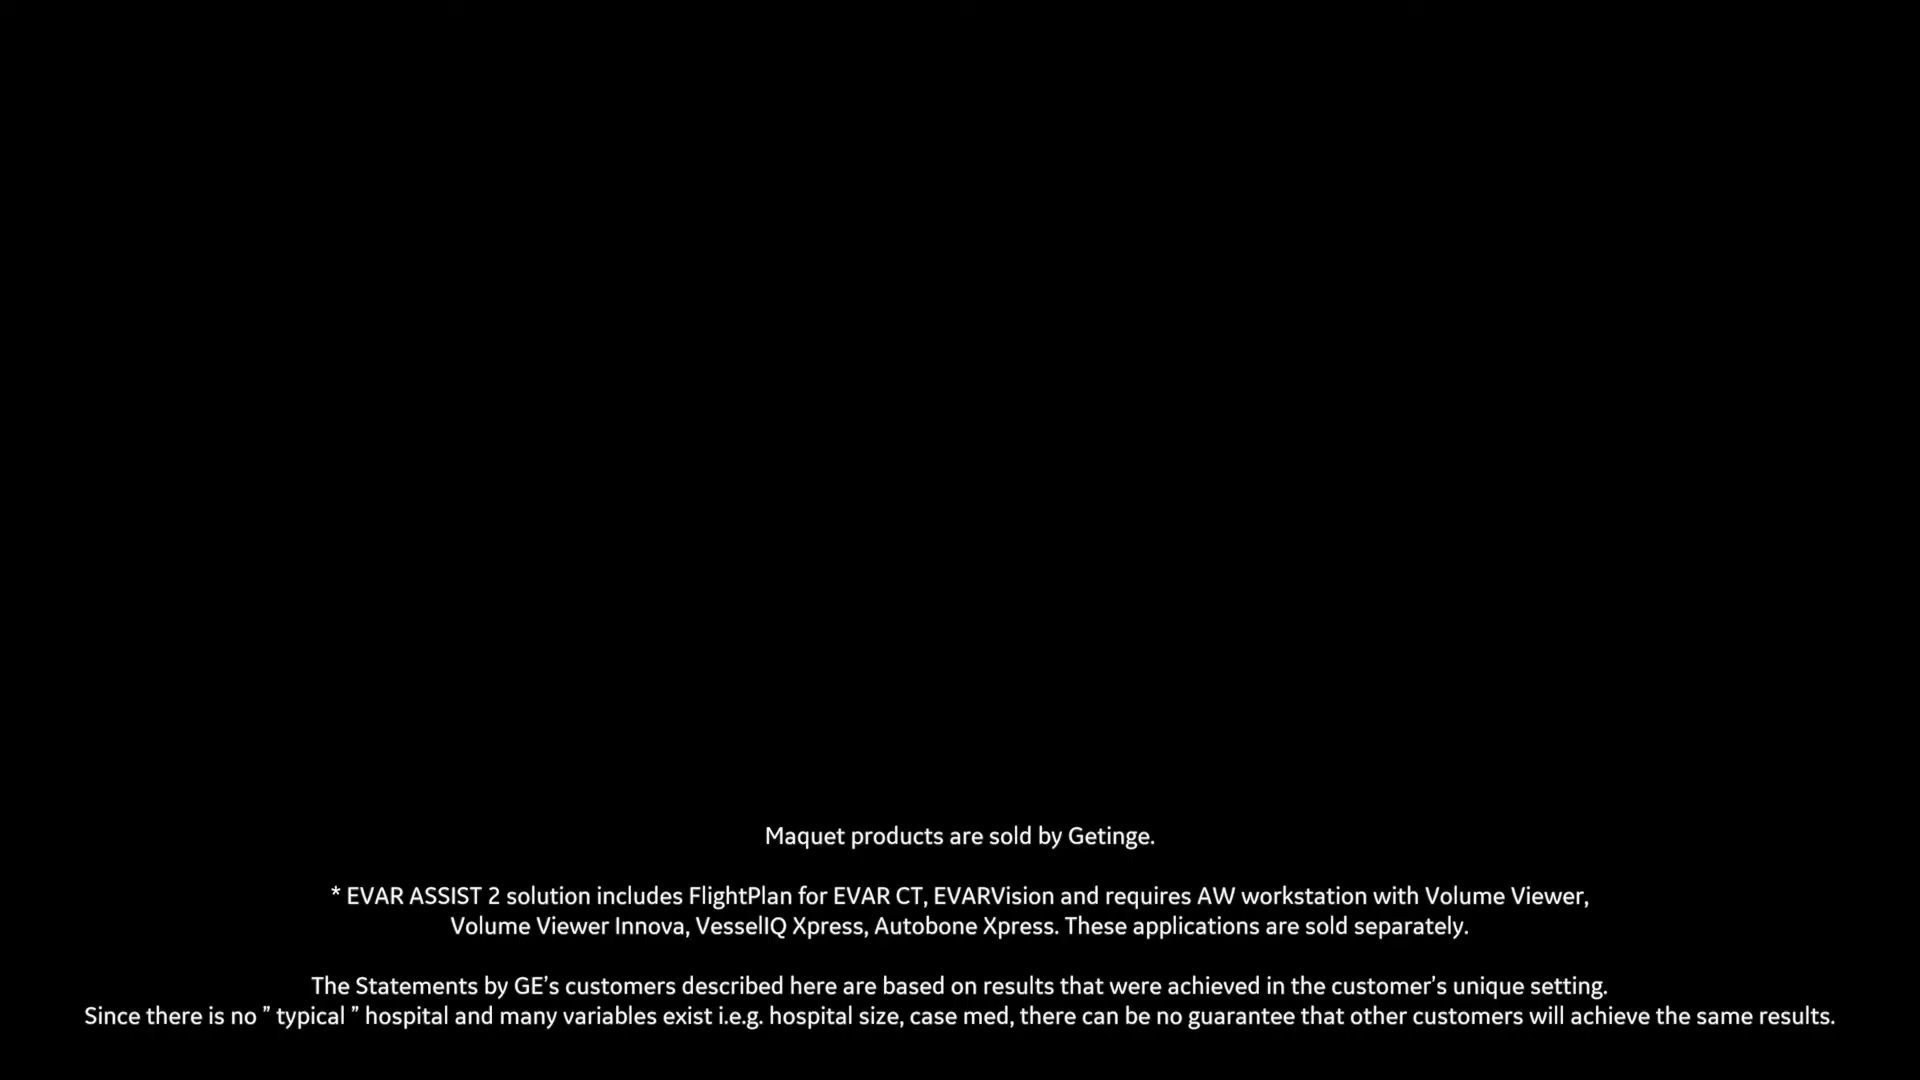 Maquet products are sold by Getinge.
* EVAR ASSIST 2 solution includes FlightPlan for EVAR CT, EVARVision and requires AW workstation with Volume Viewer,
Volume Viewer Innova, VesselIQ Xpress, Autobone Xpress. These applications are sold separately.
The Statements by GE’s customers described here are based on results that were achieved in the customer’s unique setting.
Since there is no ” typical ” hospital and many variables exist i.e.g. hospital size, case med, there can be no guarantee that other customers will achieve the same results.